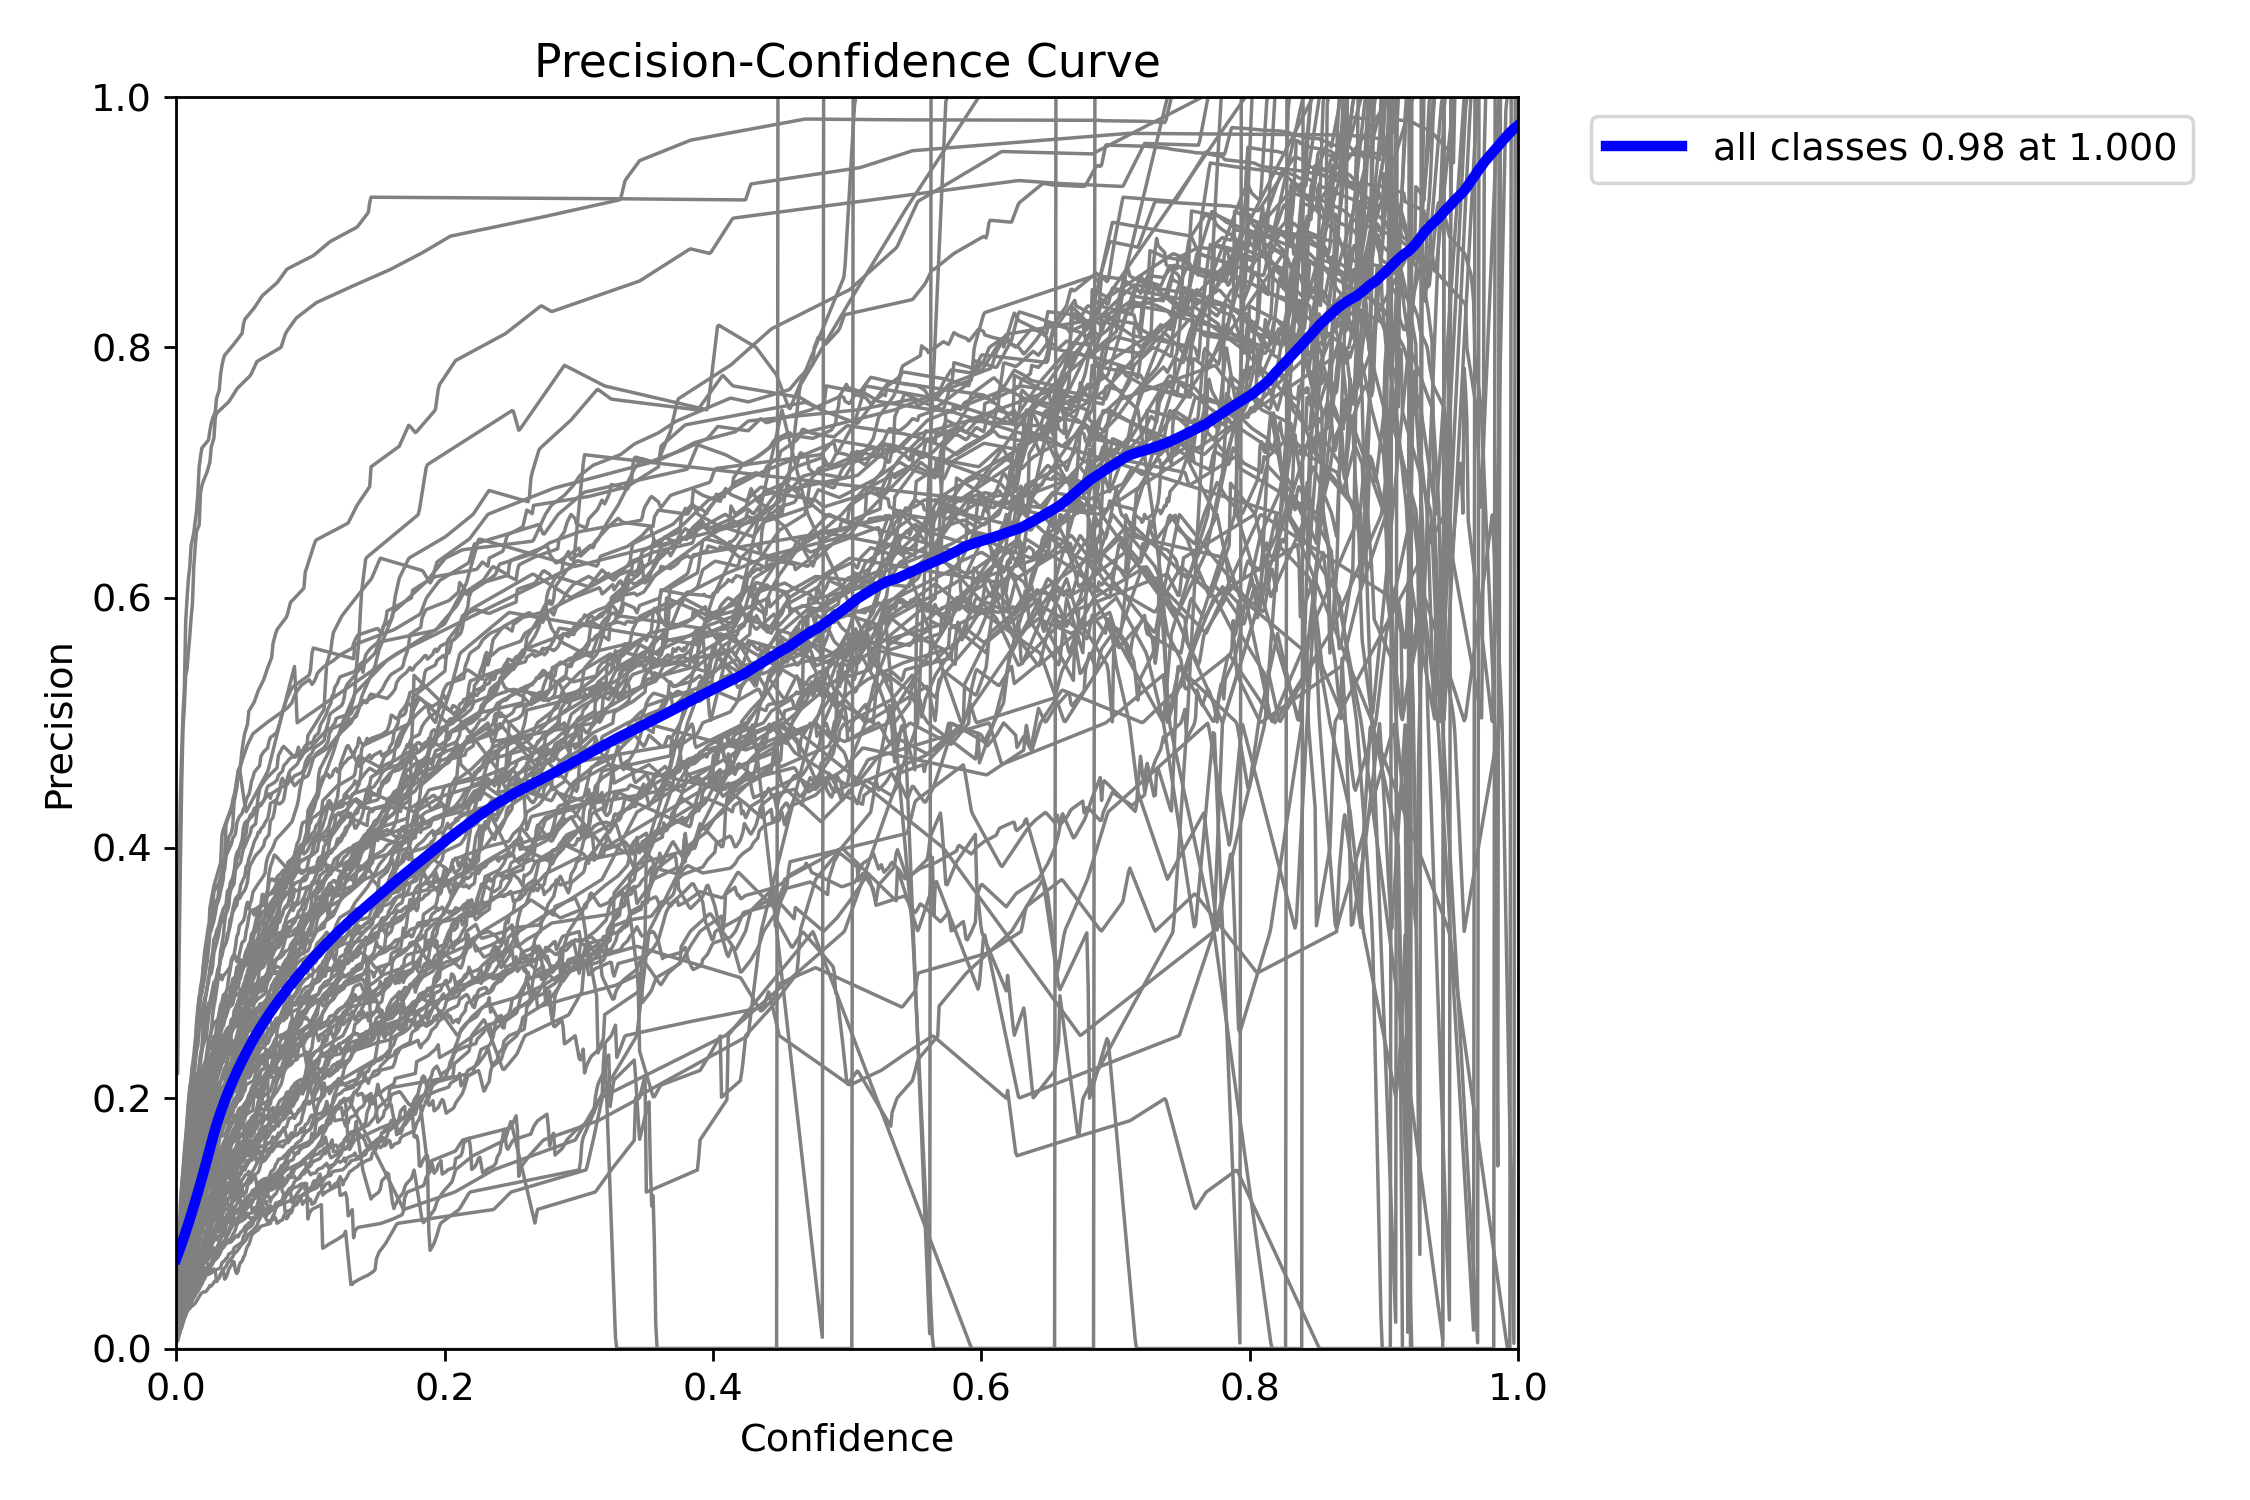 Precision-Confidence Curve
1.0
0.8
0.6
0.4
0.2
0.0
Precision
0.0 0.2 0.4 0.6 0.8 1.0
Confidence
all classes 0.98 at 1.000